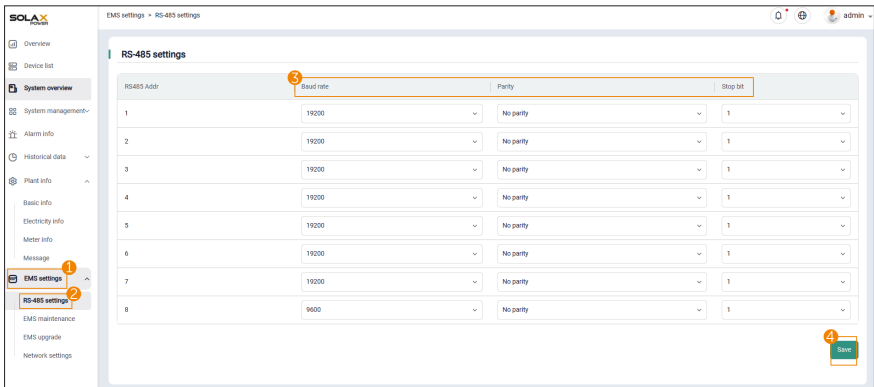 SOLAX
POWER
EMS settings > RS-485 settings
admin
Overview
Device list
System overview
System management
Alarm info
Historical data
Plant info
Basic info
Electricity info
Meter info
Message
1
EMS settings
2
RS-485 settings
EMS maintenance
EMS upgrade
Network settings
RS-485 settings
3
RS485 Addr Baud rate Parity Stop bit
1 19200 No parity 1
2 19200 No parity 1
3 19200 No parity 1
4 19200 No parity 1
5 19200 No parity 1
6 19200 No parity 1
7 19200 No parity 1
8 9600 No parity 1
4
Save